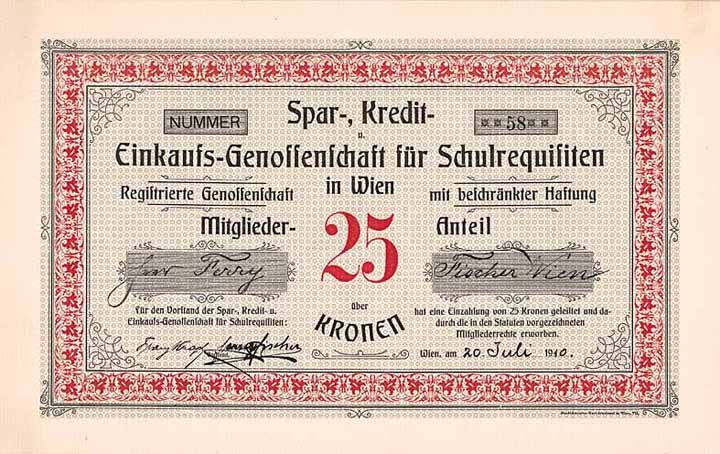 NUMMER
¤¤58¤¤
Spar-, Kredit-
u.
Einkaufs-Genossenschaft für Schulrequisiten
in Wien
Registrierte Genossenschaft
mit beschränkter Haftung
Mitglieder-
Anteil
25
KRONEN
Ferry
Fischer Wien
über
für den Vorstand der Spar-, Kredit- u.
Einkaufs-Genossenschaft für Schulrequisiten:
hat eine Einzahlung von 25 Kronen geleistet und da-
durch die in den Statuten vorgezeichneten
Mitgliederrechte erworben.
Wien, am 20 Juli 1910.